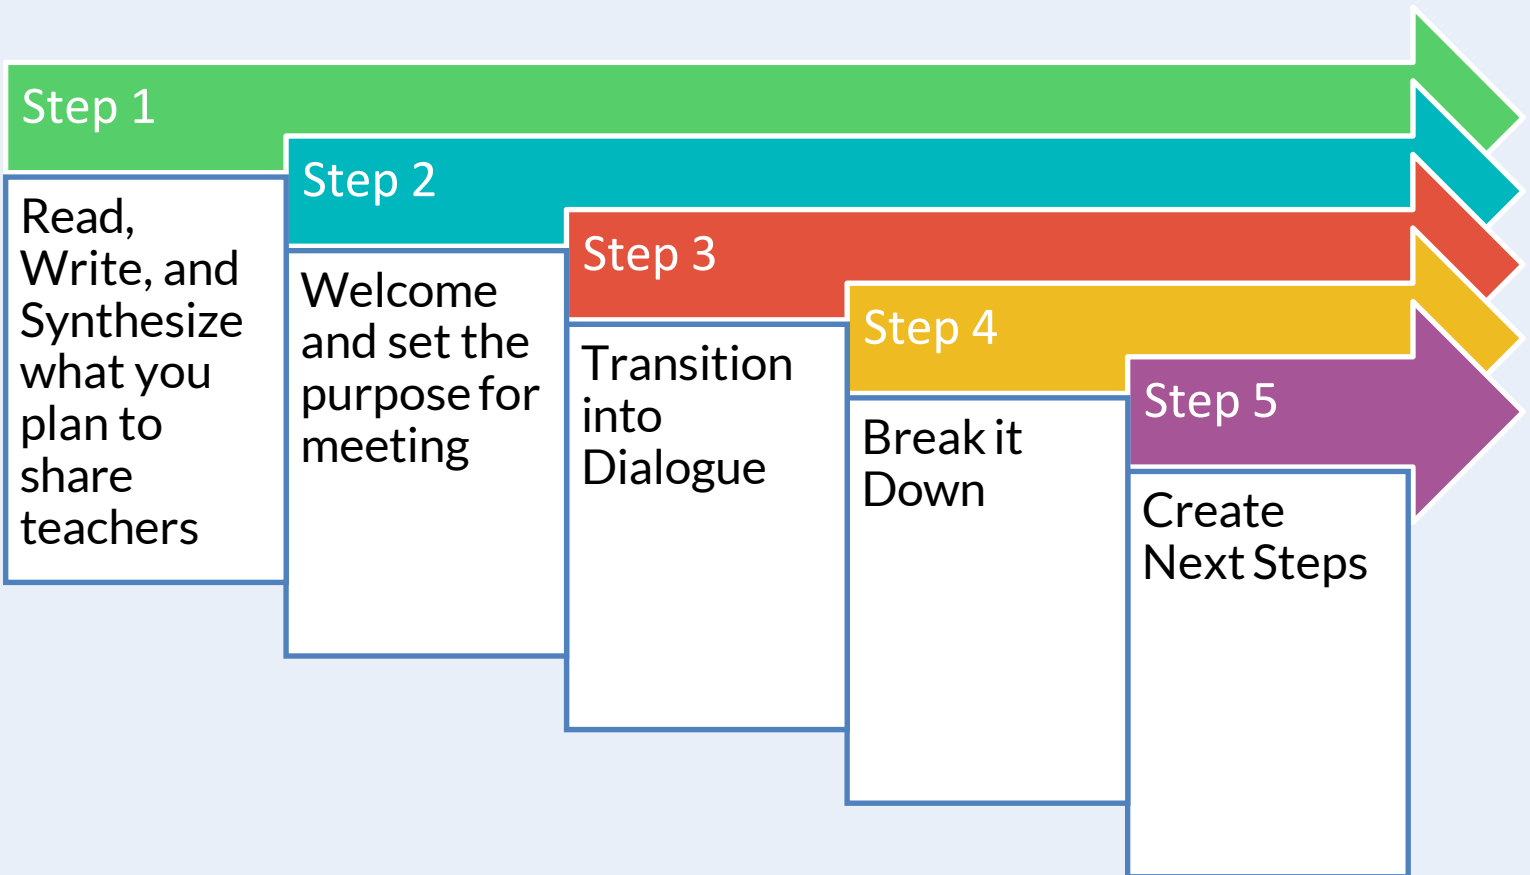 Step 1
Read,
Write, and
Synthesize
what you
plan to
share
teachers
Step 2
Welcome
and set the
purpose for
meeting
Step 3
Transition
into
Dialogue
Step 4
Break it
Down
Step 5
Create
Next Steps